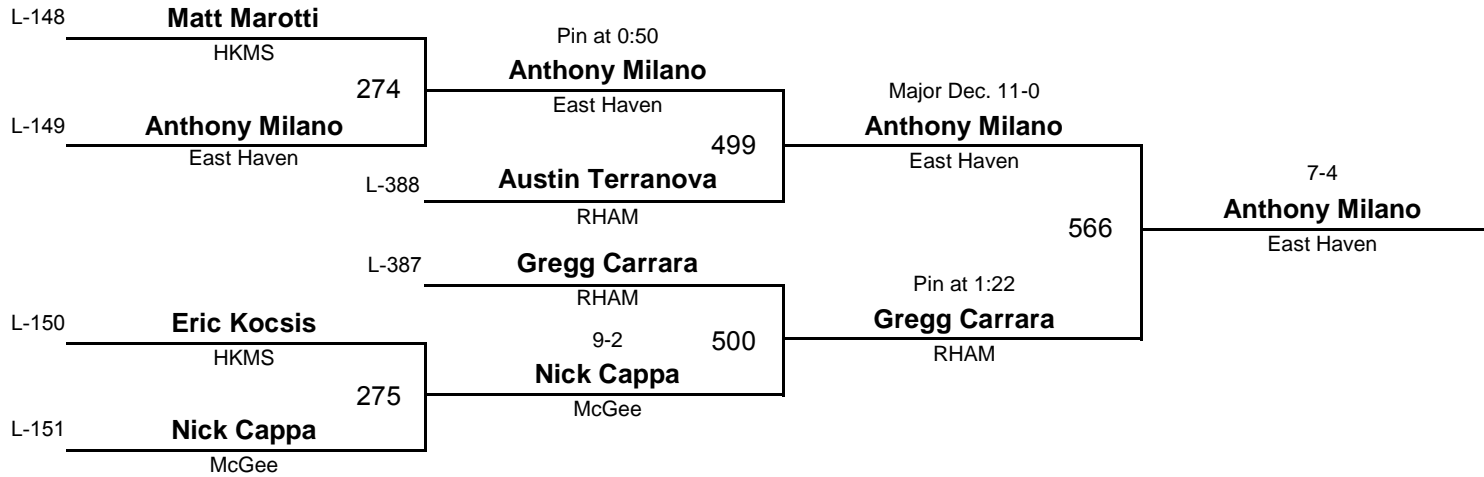 L-148
Matt Marotti
HKMS
274
L-149
Anthony Milano
East Haven
Pin at 0:50
Anthony Milano
East Haven
499
L-388
Austin Terranova
RHAM
Major Dec. 11-0
Anthony Milano
East Haven
566
7-4
Anthony Milano
East Haven
L-387
Gregg Carrara
RHAM
500
Pin at 1:22
Gregg Carrara
RHAM
L-150
Eric Kocsis
HKMS
275
9-2
Nick Cappa
McGee
L-151
Nick Cappa
McGee